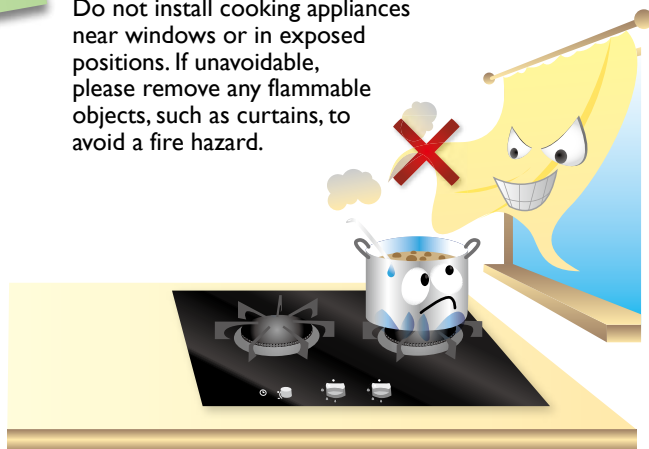 Do not install cooking appliances
near windows or in exposed
positions. If unavoidable,
please remove any flammable
objects, such as curtains, to
avoid a fire hazard.